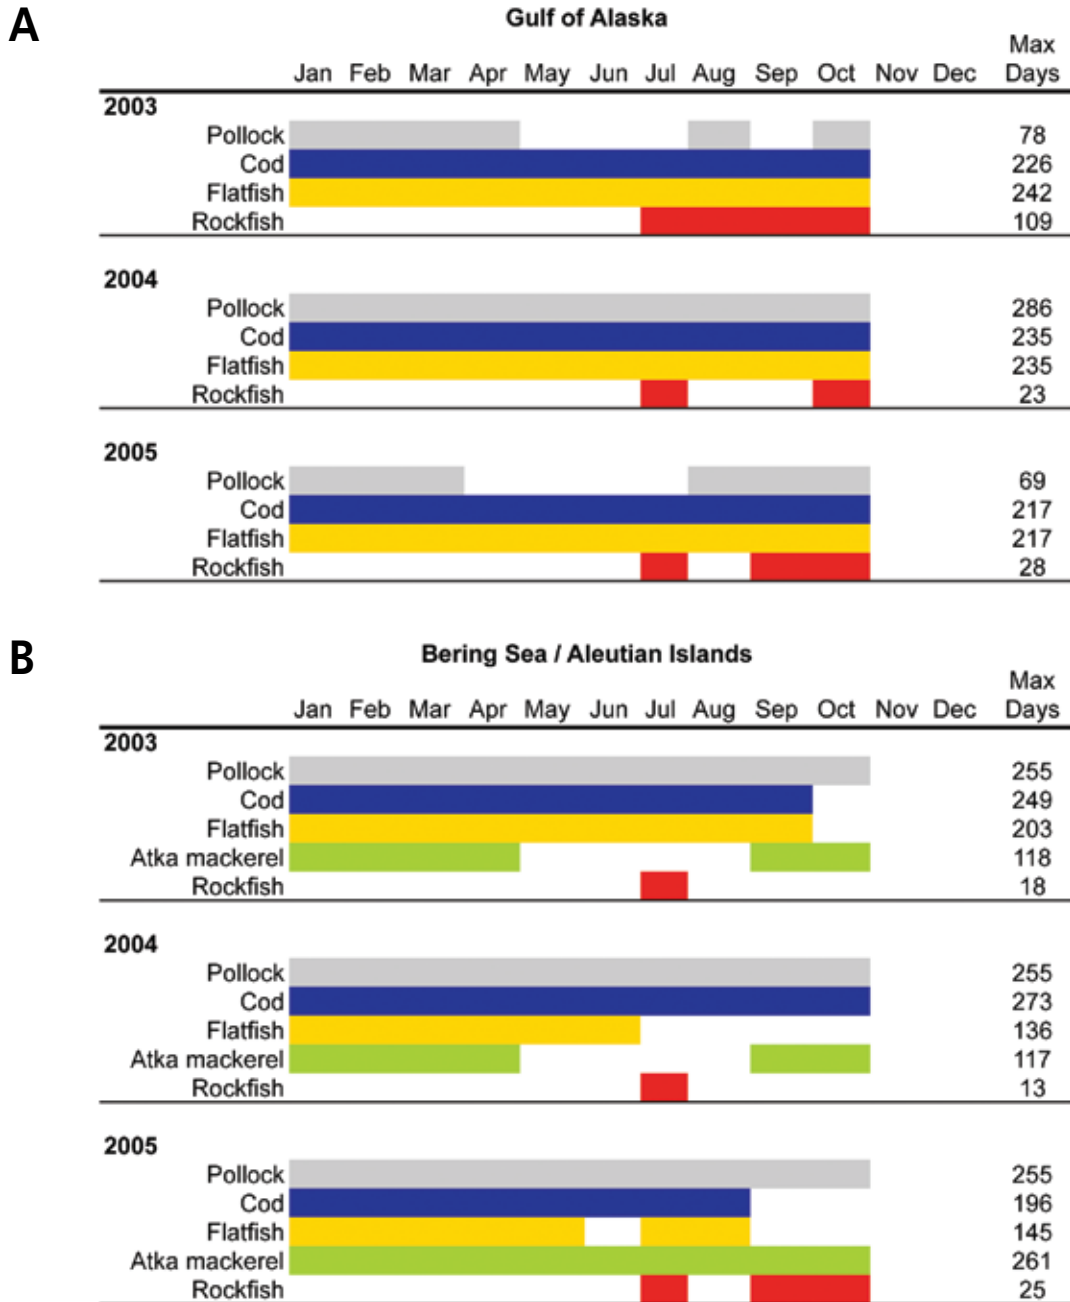 A
Gulf of Alaska
Max
Jan Feb Mar Apr May Jun Jul Aug Sep Oct Nov Dec Days
2003
Pollock 78
Cod 226
Flatfish 242
Rockfish 109
2004
Pollock 286
Cod 235
Flatfish 235
Rockfish 23
2005
Pollock 69
Cod 217
Flatfish 217
Rockfish 28
B
Bering Sea / Aleutian Islands
Max
Jan Feb Mar Apr May Jun Jul Aug Sep Oct Nov Dec Days
2003
Pollock 255
Cod 249
Flatfish 203
Atka mackerel 118
Rockfish 18
2004
Pollock 255
Cod 273
Flatfish 136
Atka mackerel 117
Rockfish 13
2005
Pollock 255
Cod 196
Flatfish 145
Atka mackerel 261
Rockfish 25